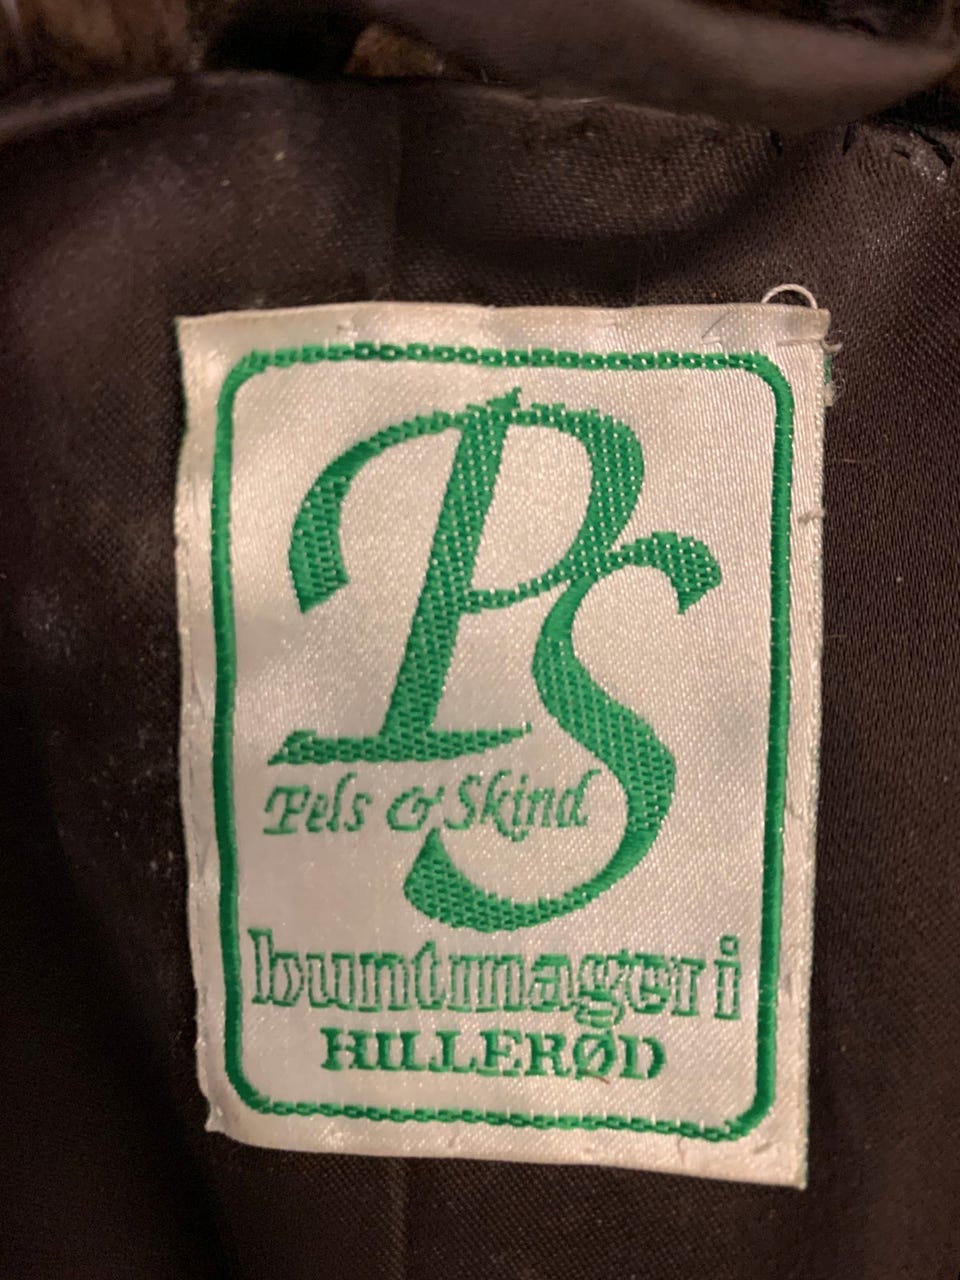 PS
Pels & Skind
buntmageri
HILLERØD